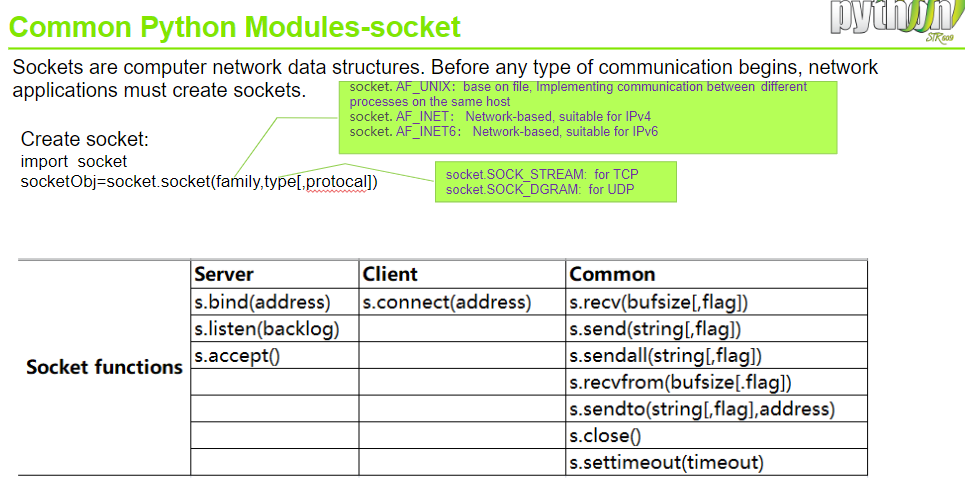 Common Python Modules-socket
python
STR609
Sockets are computer network data structures. Before any type of communication begins, network
applications must create sockets.
socket. AF_UNIX: base on file, Implementing communication between different
processes on the same host
socket. AF_INET: Network-based, suitable for IPv4
socket. AF_INET6: Network-based, suitable for IPv6
Create socket:
import socket
socketObj=socket.socket(family,type[,protocal])
socket.SOCK_STREAM: for TCP
socket.SOCK_DGRAM: for UDP
Server Client Common
s.bind(address) s.connect(address) s.recv(bufsize[,flag])
s.listen(backlog) s.send(string[,flag])
s.accept() s.sendall(string[,flag])
Socket functions
s.recvfrom(bufsize[.flag])
s.sendto(string[,flag],address)
s.close()
s.settimeout(timeout)